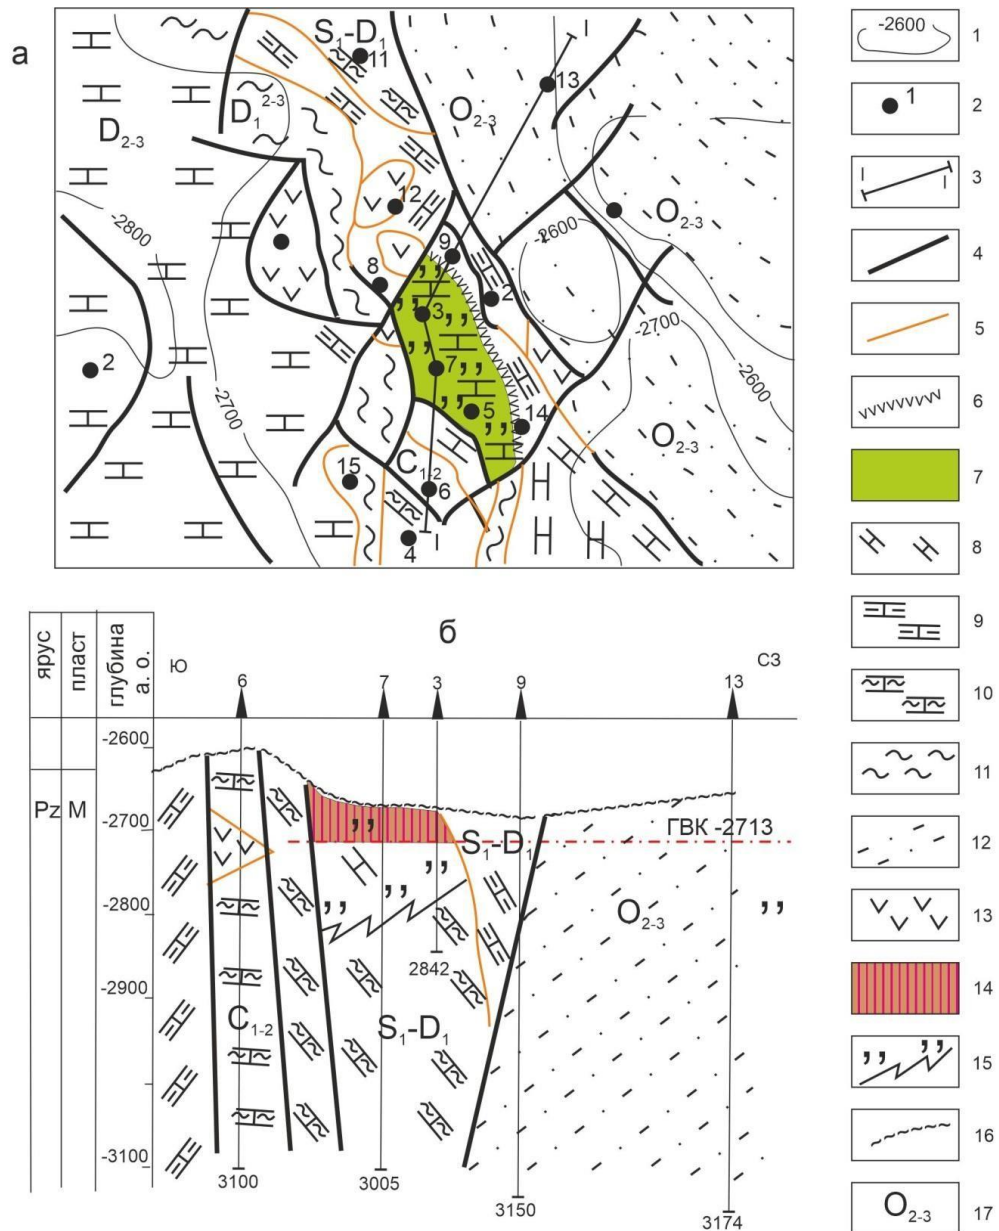 а
S₁-D₁
11
I
13
O₂₋₃
D₁²⁻³
D₂₋₃
12
O₂₋₃
-2600
-2800
9
8
2
3
-2700
7
2
-2600
-2700
5
14
O₂₋₃
C₁₋₂
15
6
I
4
б
ярус
пласт
глубина
а. о.
Ю
СЗ
6
7
3
9
13
-2600
Pz
М
-2700
ГВК -2713
S₁-D₁
-2800
O₂₋₃
2842
-2900
C₁₋₂
S₁-D₁
-3100
3100
3005
3150
3174
-2600
1
1
2
I
I
3
4
5
6
7
8
9
10
11
12
13
14
15
16
O₂₋₃
17